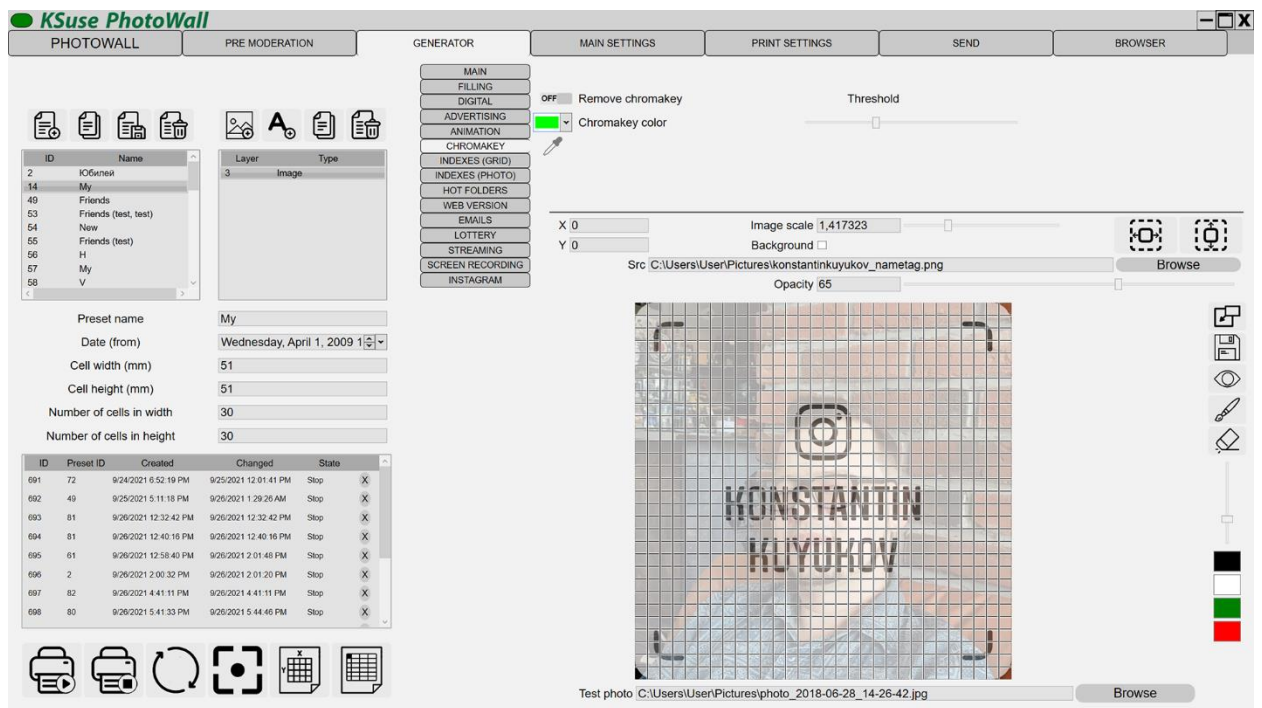 KSuse PhotoWall
PHOTOWALL PRE MODERATION GENERATOR MAIN SETTINGS PRINT SETTINGS SEND BROWSER
MAIN
FILLING
DIGITAL
ADVERTISING
ANIMATION
CHROMAKEY
INDEXES (GRID)
INDEXES (PHOTO)
HOT FOLDERS
WEB VERSION
EMAILS
LOTTERY
STREAMING
SCREEN RECORDING
INSTAGRAM
OFF Remove chromakey Threshold
Chromakey color
ID Name
2 Юбилей
14 My
49 Friends
53 Friends (test, test)
54 New
55 Friends (test)
56 H
57 My
58 V
Layer Type
3 Image
X 0 Image scale 1,417323
Y 0 Background
Src C:\Users\User\Pictures\konstantinkuyukov_nametag.png Browse
Opacity 65
Preset name My
Date (from) Wednesday, April 1, 2009 1
Cell width (mm) 51
Cell height (mm) 51
Number of cells in width 30
Number of cells in height 30
ID Preset ID Created Changed State
691 72 9/24/2021 6:52:19 PM 9/25/2021 12:01:41 PM Stop X
692 49 9/25/2021 5:11:18 PM 9/26/2021 1:29:26 AM Stop X
693 81 9/26/2021 12:32:42 PM 9/26/2021 12:32:42 PM Stop X
694 81 9/26/2021 12:40:16 PM 9/26/2021 12:40:16 PM Stop X
695 61 9/26/2021 12:58:40 PM 9/26/2021 2:01:48 PM Stop X
696 2 9/26/2021 2:00:32 PM 9/26/2021 2:01:20 PM Stop X
697 82 9/26/2021 4:41:11 PM 9/26/2021 4:41:11 PM Stop X
698 80 9/26/2021 5:41:33 PM 9/26/2021 5:44:46 PM Stop X
KONSTANTIN
KUYUKOV
X
Y
Test photo C:\Users\User\Pictures\photo_2018-06-28_14-26-42.jpg Browse